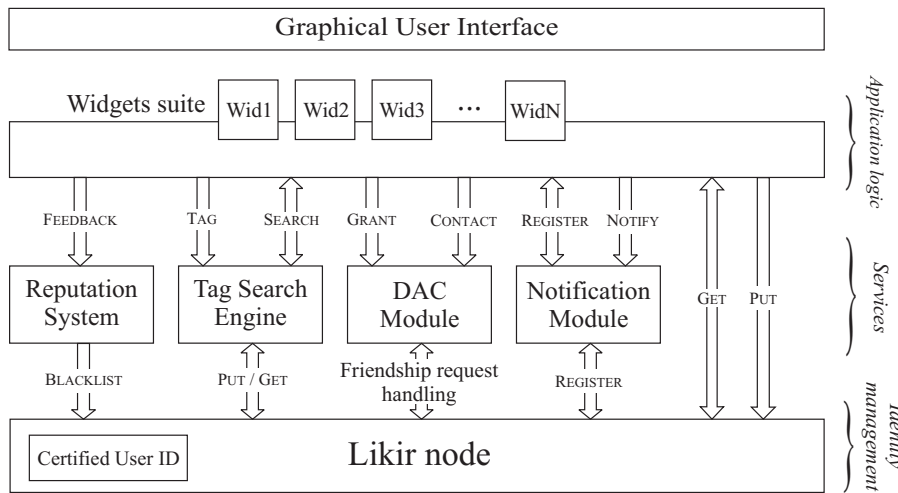 Graphical User Interface
Widgets suite
Wid1
Wid2
Wid3
...
WidN
Application logic
FEEDBACK
TAG
SEARCH
GRANT
CONTACT
REGISTER
NOTIFY
Reputation
System
Tag Search
Engine
DAC
Module
Notification
Module
GET
PUT
Services
BLACKLIST
PUT / GET
Friendship request
handling
REGISTER
Certified User ID
Likir node
Identity
management